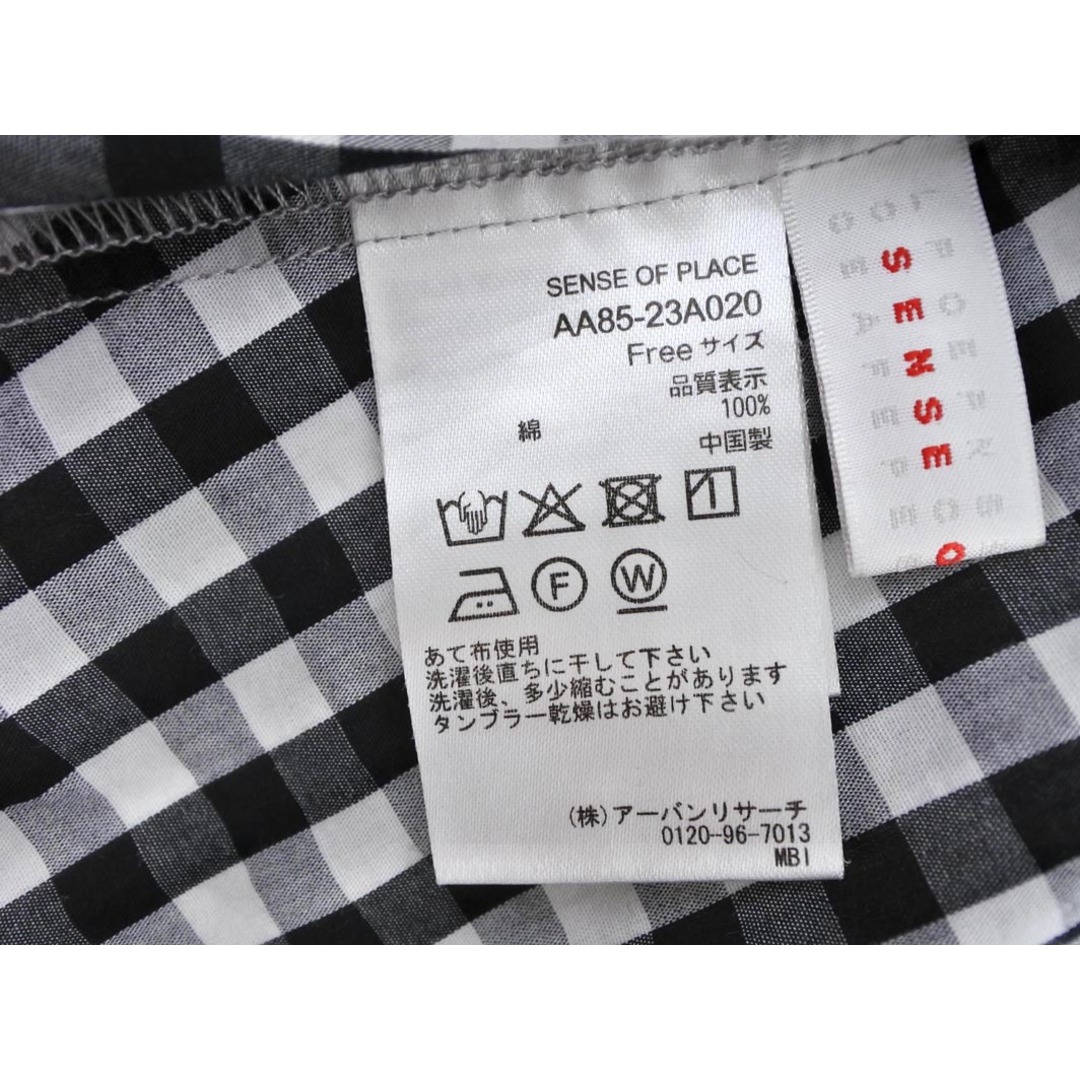 SENSE OF PLACE
AA85-23A020
Free サイズ
品質表示
綿 100%
中国製
F W
あて布使用
洗濯後直ちに干して下さい
洗濯後、多少縮むことがあります
タンブラー乾燥はお避け下さい
(株)アーバンリサーチ
0120-96-7013
MBI
SENSE O